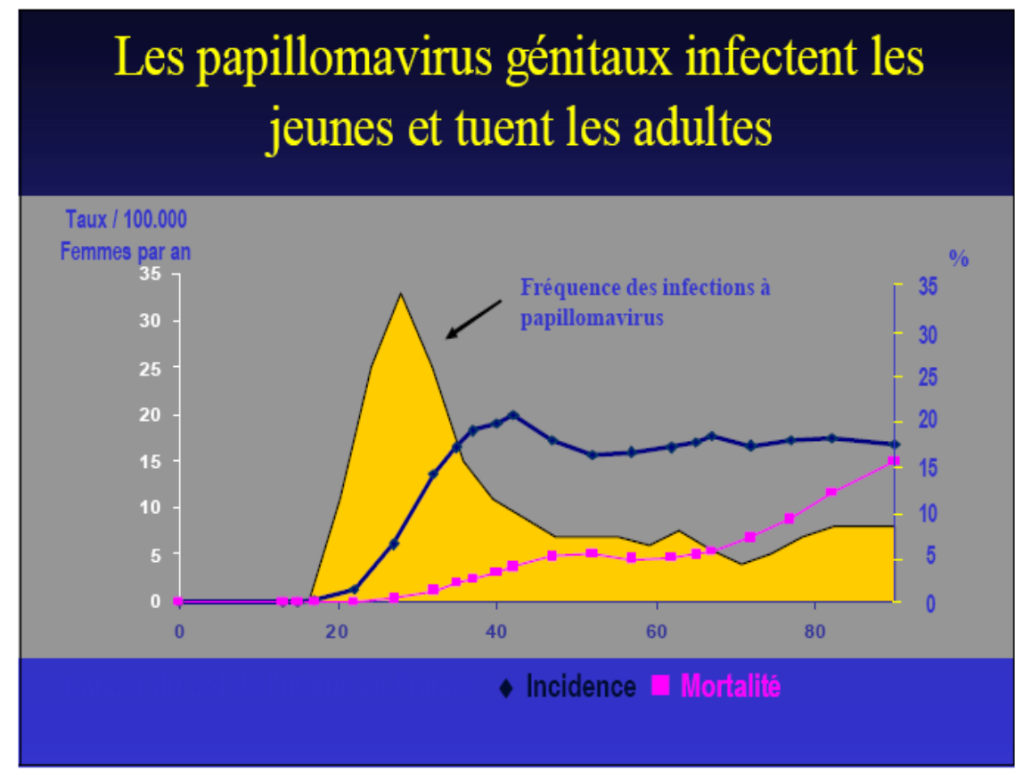 Les papillomavirus génitaux infectent les
jeunes et tuent les adultes
Taux / 100.000
Femmes par an
%
35
30
25
20
15
10
5
0
Fréquence des infections à
papillomavirus
35
30
25
20
15
10
5
0
0
20
40
60
80
Incidence
Mortalité